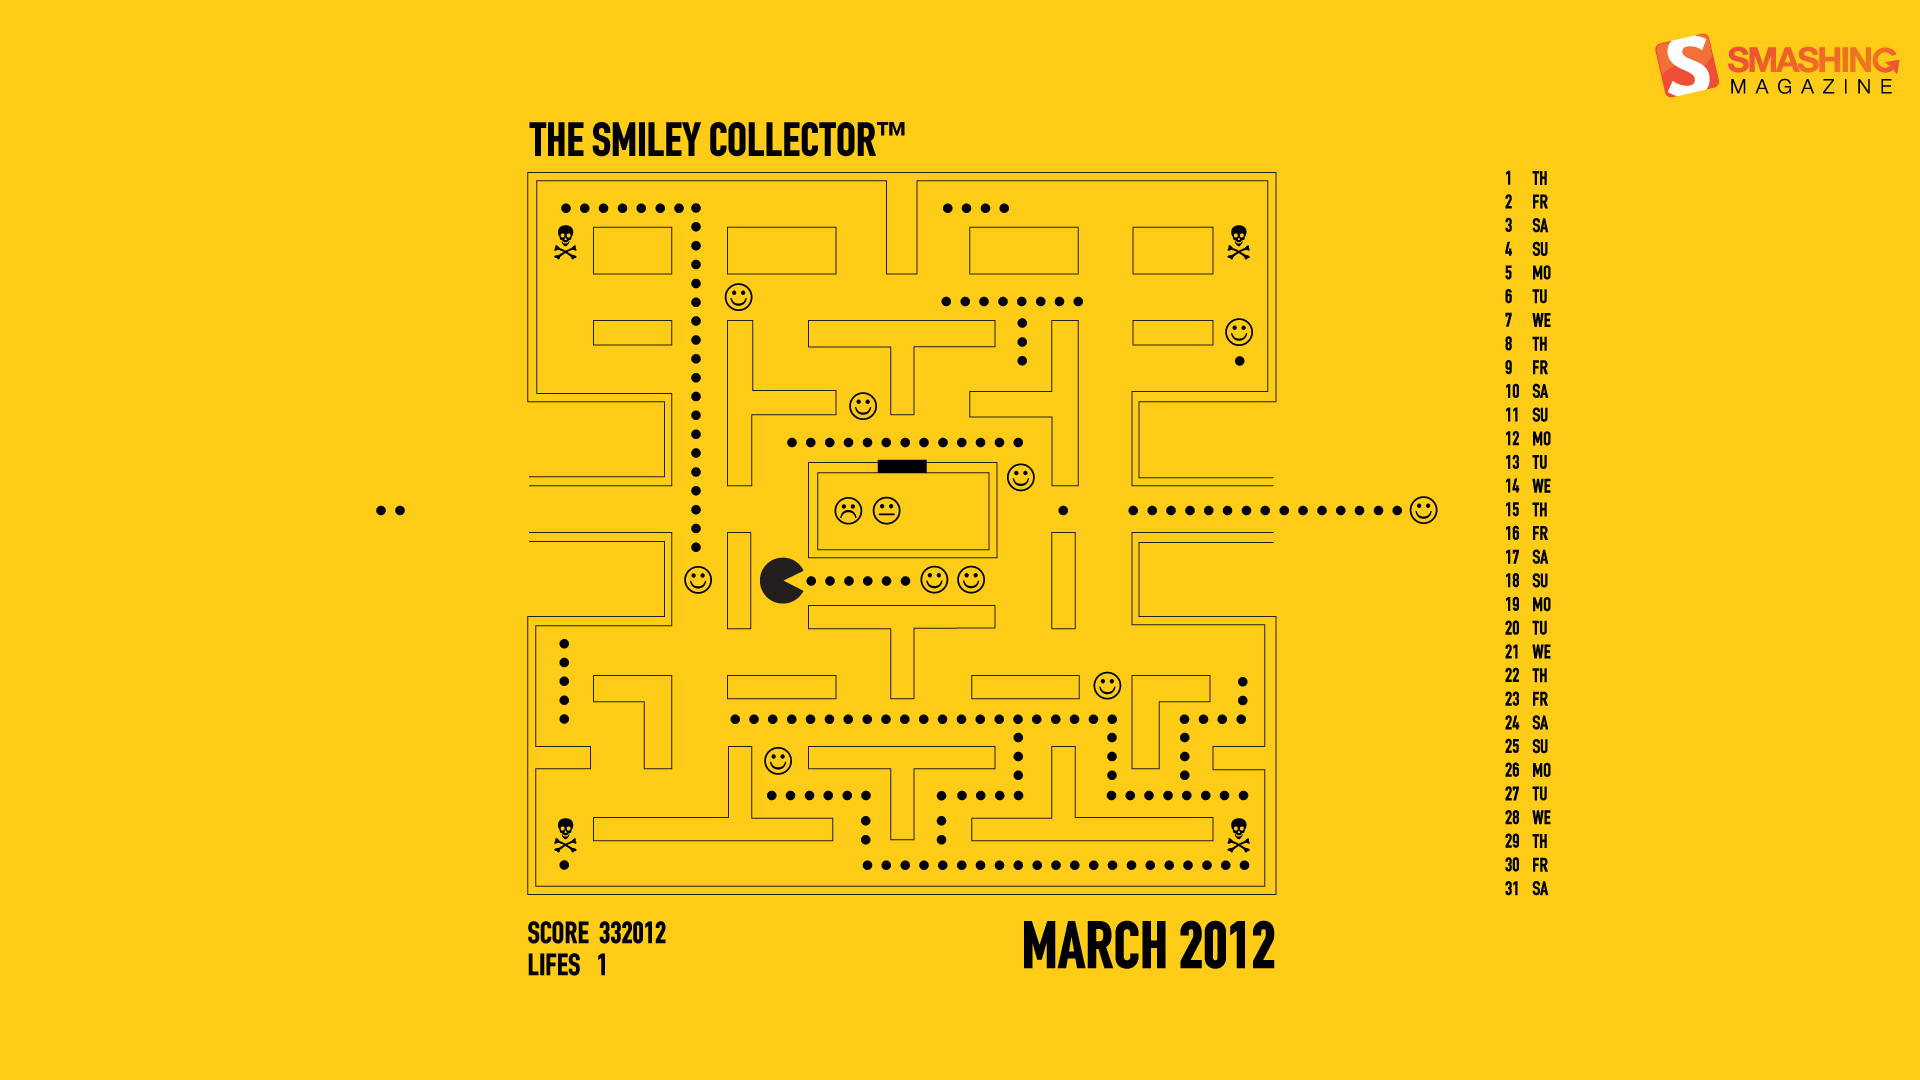 SMASHING
MAGAZINE
THE SMILEY COLLECTOR™
1 TH
2 FR
3 SA
4 SU
5 MO
6 TU
7 WE
8 TH
9 FR
10 SA
11 SU
12 MO
13 TU
14 WE
15 TH
16 FR
17 SA
18 SU
19 MO
20 TU
21 WE
22 TH
23 FR
24 SA
25 SU
26 MO
27 TU
28 WE
29 TH
30 FR
31 SA
SCORE 332012
LIFES 1
MARCH 2012